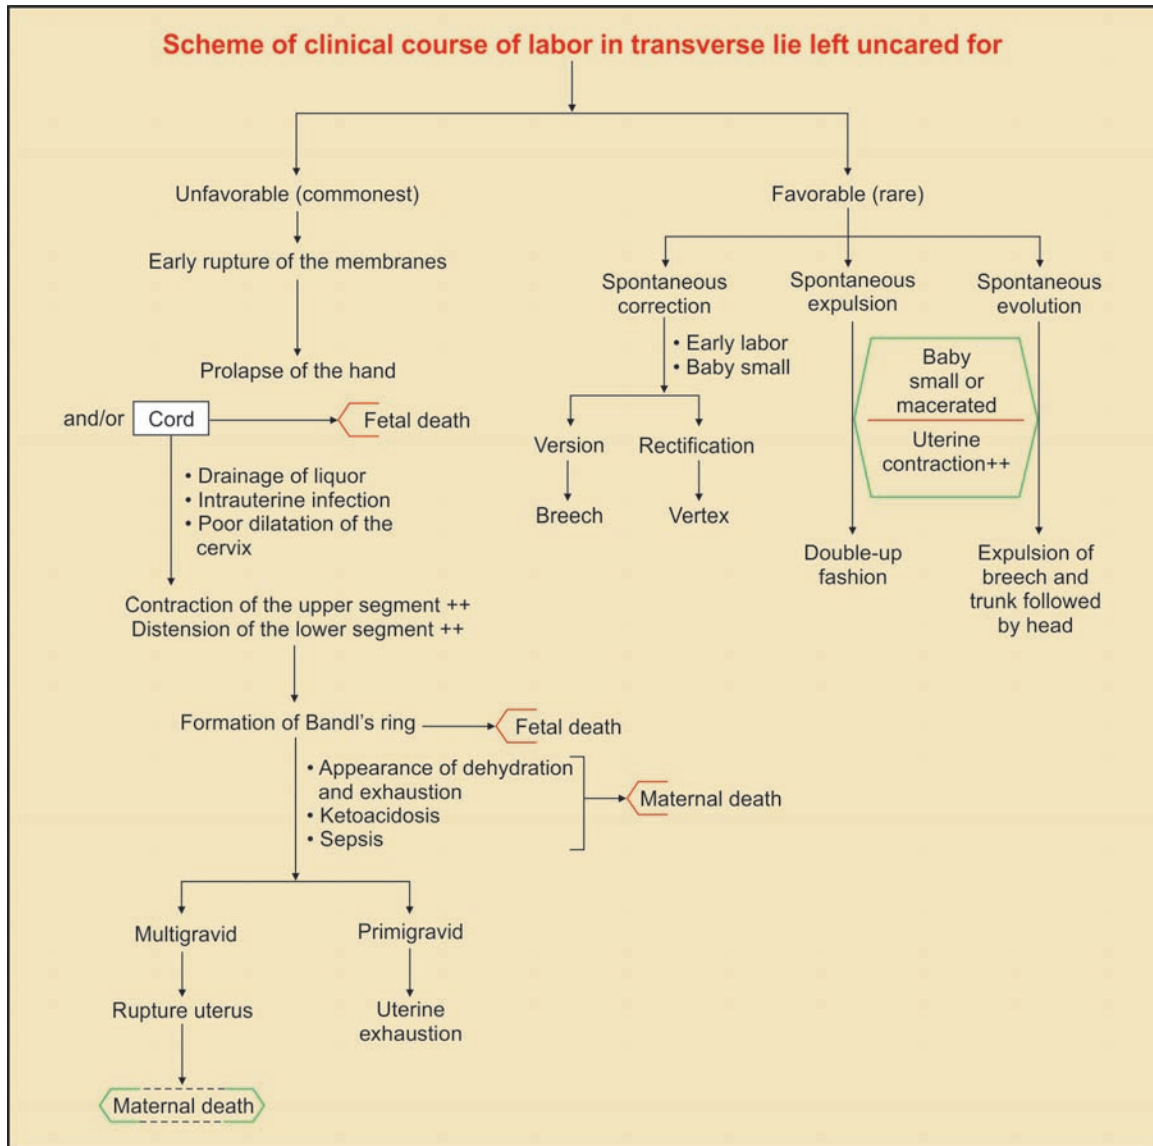 Scheme of clinical course of labor in transverse lie left uncared for
Unfavorable (commonest)
Early rupture of the membranes
Prolapse of the hand
and/or Cord
Fetal death
• Drainage of liquor
• Intrauterine infection
• Poor dilatation of the
cervix
Contraction of the upper segment ++
Distension of the lower segment ++
Formation of Bandl's ring
Fetal death
• Appearance of dehydration
and exhaustion
• Ketoacidosis
• Sepsis
Maternal death
Multigravid
Rupture uterus
Maternal death
Primigravid
Uterine
exhaustion
Favorable (rare)
Spontaneous
correction
• Early labor
• Baby small
Version
Breech
Rectification
Vertex
Spontaneous
expulsion
Spontaneous
evolution
Baby
small or
macerated
Uterine
contraction++
Double-up
fashion
Expulsion of
breech and
trunk followed
by head